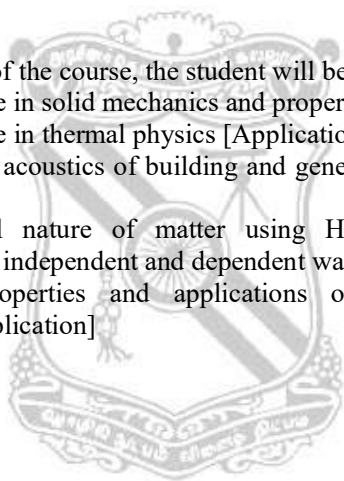 of the course, the student will be
e in solid mechanics and proper
e in thermal physics [Applicatio
acoustics of building and gene
l nature of matter using H
independent and dependent wa
operties and applications o
plication]